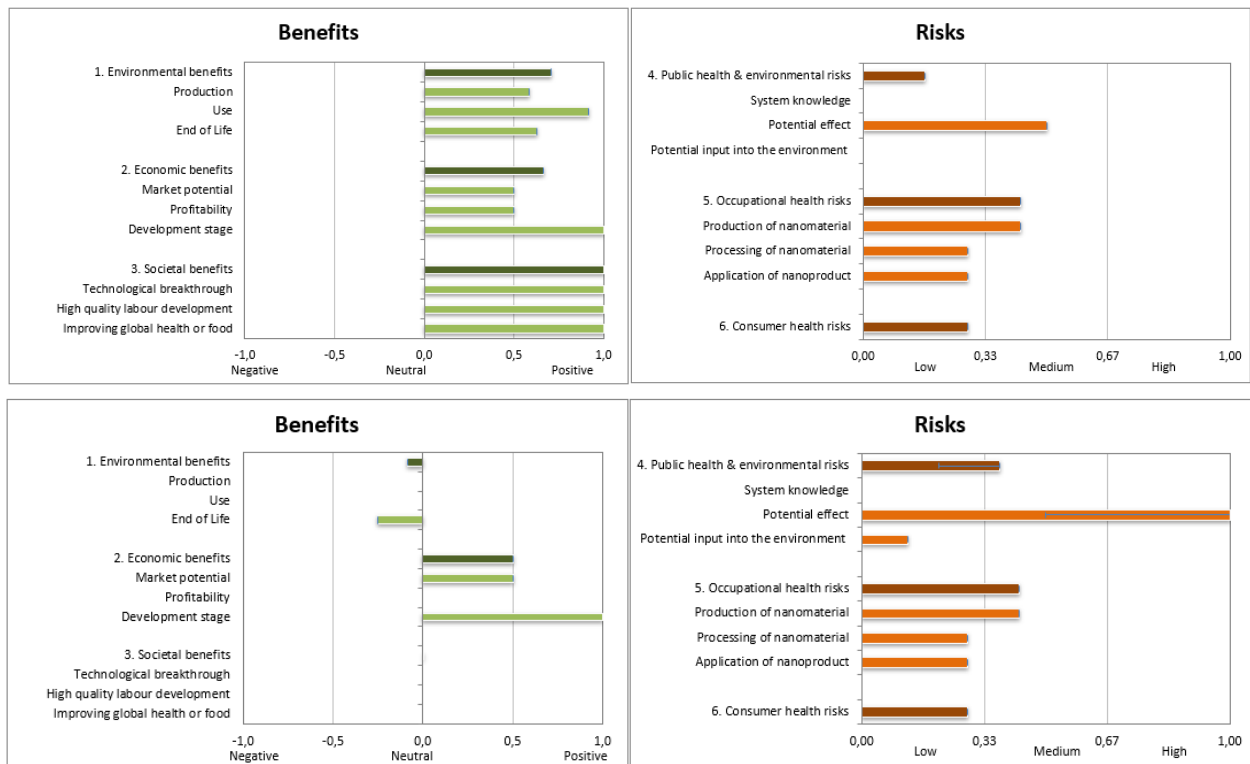 Benefits
1. Environmental benefits
Production
Use
End of Life
2. Economic benefits
Market potential
Profitability
Development stage
3. Societal benefits
Technological breakthrough
High quality labour development
Improving global health or food
-1,0 -0,5 0,0 0,5 1,0
Negative Neutral Positive
Risks
4. Public health & environmental risks
System knowledge
Potential effect
Potential input into the environment
5. Occupational health risks
Production of nanomaterial
Processing of nanomaterial
Application of nanoproduct
6. Consumer health risks
0,00 0,33 0,67 1,00
Low Medium High
Benefits
1. Environmental benefits
Production
Use
End of Life
2. Economic benefits
Market potential
Profitability
Development stage
3. Societal benefits
Technological breakthrough
High quality labour development
Improving global health or food
-1,0 -0,5 0,0 0,5 1,0
Negative Neutral Positive
Risks
4. Public health & environmental risks
System knowledge
Potential effect
Potential input into the environment
5. Occupational health risks
Production of nanomaterial
Processing of nanomaterial
Application of nanoproduct
6. Consumer health risks
0,00 0,33 0,67 1,00
Low Medium High